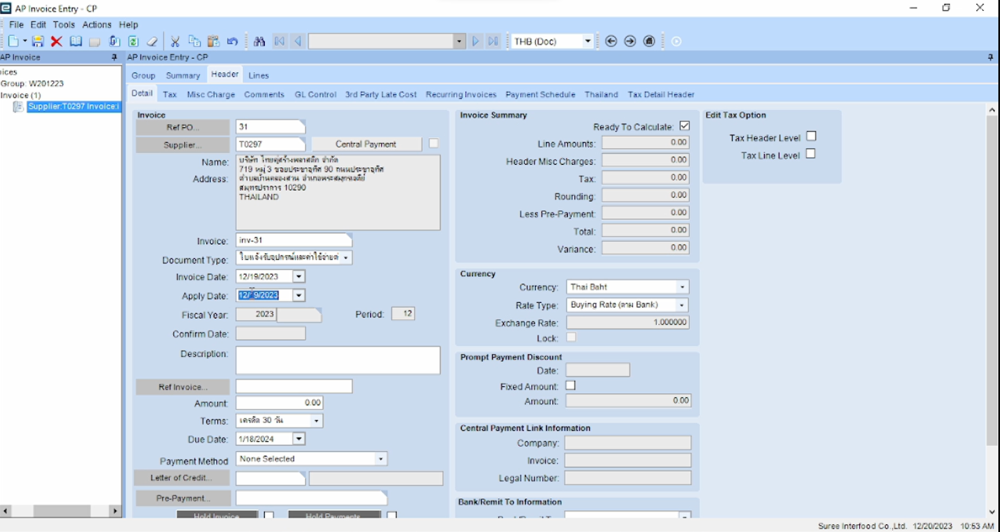 AP Invoice Entry - CP
File Edit Tools Actions Help
THB (Doc)
AP Invoice
AP Invoice Entry - CP
oices
Group: W201223
Invoice (1)
Supplier:T0297 Invoice:i
Group Summary Header Lines
Detail Tax Misc Charge Comments GL Control 3rd Party Late Cost Recurring Invoices Payment Schedule Thailand Tax Detail Header
Invoice
Ref PO... 31
Supplier... T0297 Central Payment
Name: บริษัท ไทยคู่สร้างพลาสติก จำกัด
719 หมู่ 3 ซอยประชาอุทิศ 90 ถนนประชาอุทิศ
Address: ตำบลบ้านคลองสวน อำเภอพระสมุทรเจดีย์
สมุทรปราการ 10290
THAILAND
Invoice: inv-31
Document Type: ใบแจ้งรับอุปกรณ์และค่าใช้จ่ายต่
Invoice Date: 12/19/2023
Apply Date: 12/19/2023
Fiscal Year: 2023 Period: 12
Confirm Date:
Description:
Ref Invoice...
Amount: 0.00
Terms: เครดิต 30 วัน
Due Date: 1/18/2024
Payment Method None Selected
Letter of Credit...
Pre-Payment...
Hold Invoice Hold Payments
Invoice Summary
Ready To Calculate:
Line Amounts: 0.00
Header Misc Charges: 0.00
Tax: 0.00
Rounding: 0.00
Less Pre-Payment: 0.00
Total: 0.00
Variance: 0.00
Currency
Currency: Thai Baht
Rate Type: Buying Rate (ตาม Bank)
Exchange Rate: 1.000000
Lock:
Prompt Payment Discount
Date:
Fixed Amount:
Amount: 0.00
Central Payment Link Information
Company:
Invoice:
Legal Number:
Bank/Remit To Information
Edit Tax Option
Tax Header Level
Tax Line Level
Suree Interfood Co.,Ltd. 12/20/2023 10:53 AM